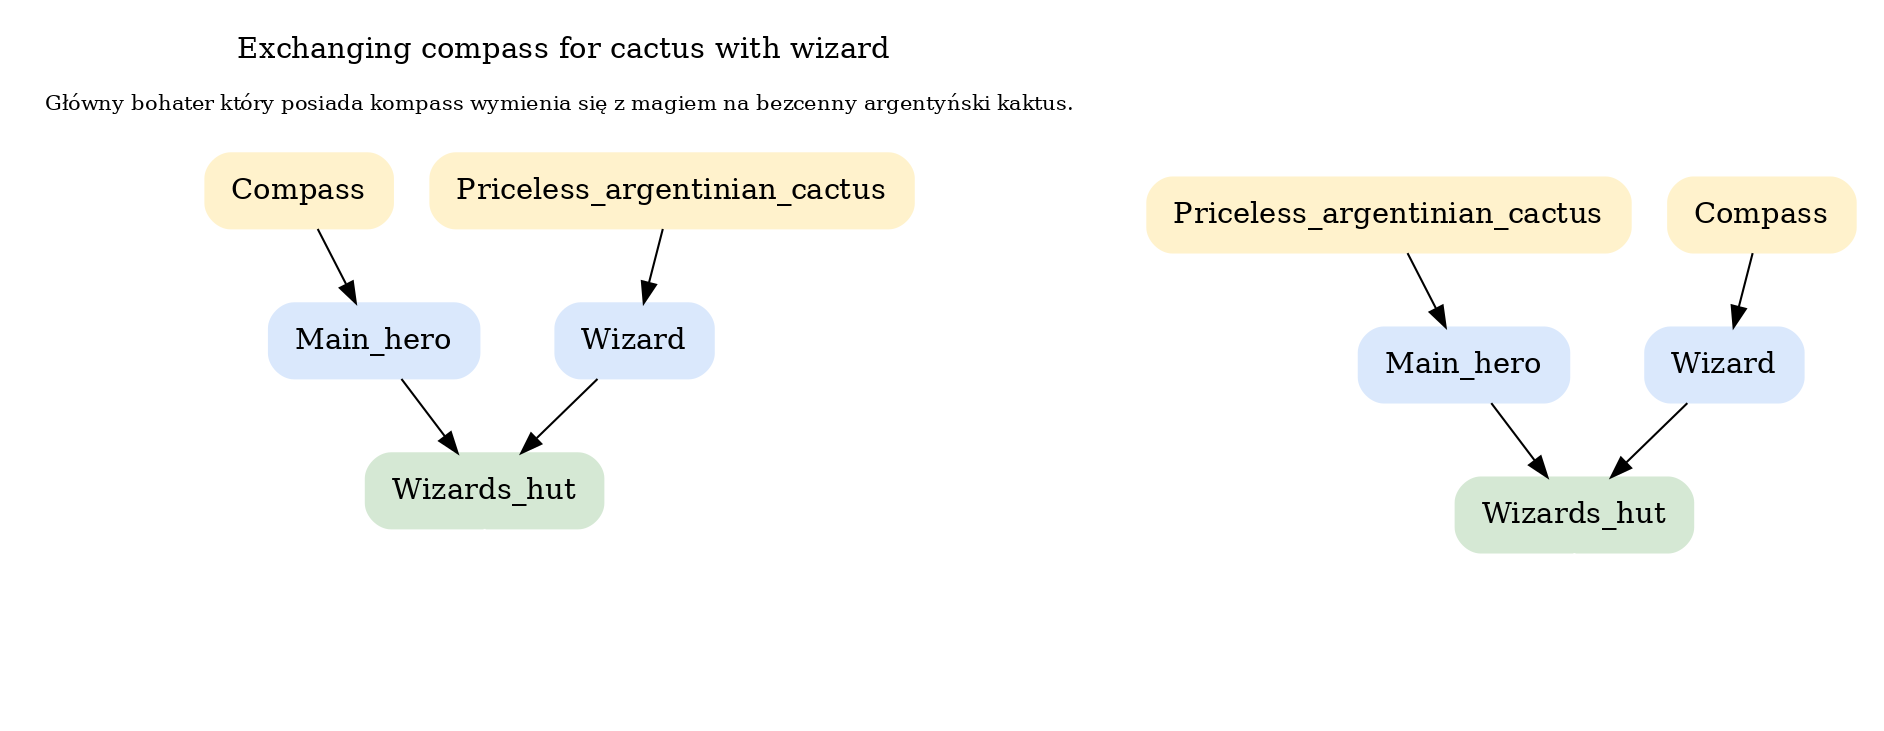 Exchanging compass for cactus with wizard
Główny bohater który posiada kompass wymienia się z magiem na bezcenny argentyński kaktus.
Compass
Priceless_argentinian_cactus
Main_hero
Wizard
Wizards_hut
Priceless_argentinian_cactus
Compass
Main_hero
Wizard
Wizards_hut